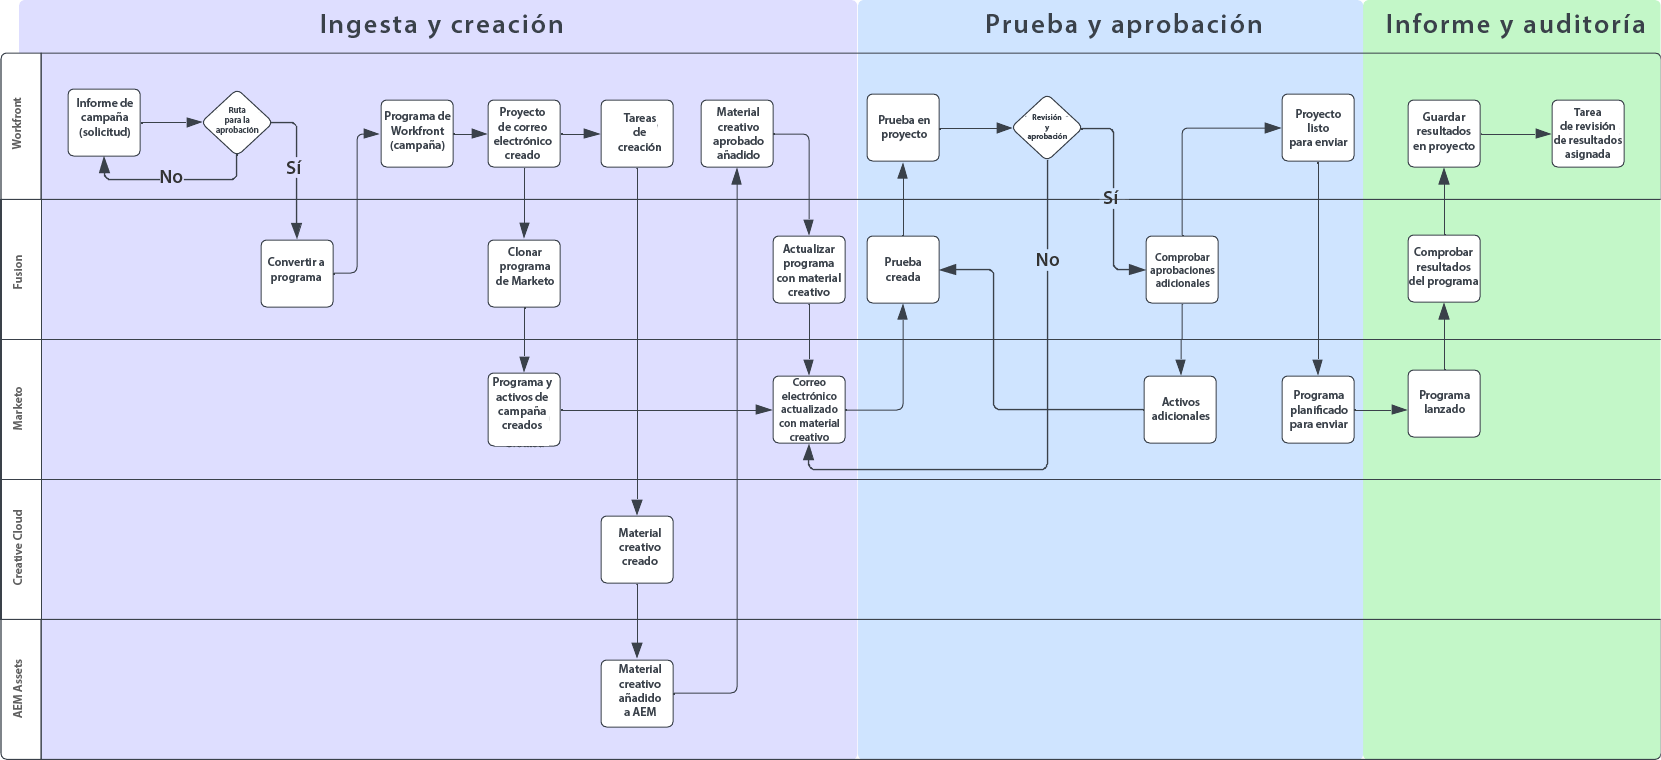 Ingesta y creación
Prueba y aprobación
Informe y auditoría
Workfront
Informe de
campaña
(solicitud)
Ruta
para la
aprobación
No
Sí
Programa de
Workfront
(campaña)
Proyecto
de correo
electrónico
creado
Tareas
de
creación
Material
creativo
aprobado
añadido
Prueba en
proyecto
Revisión
y
aprobación
Sí
Proyecto
listo
para enviar
Guardar
resultados
en proyecto
Tarea
de revisión
de resultados
asignada
Fusion
Convertir a
programa
Clonar
programa
de Marketo
Actualizar
programa
con material
creativo
Prueba
creada
No
Comprobar
aprobaciones
adicionales
Comprobar
resultados
del programa
Marketo
Programa y
activos de
campaña
creados
Correo
electrónico
actualizado
con material
creativo
Activos
adicionales
Programa
planificado
para enviar
Programa
lanzado
Creative Cloud
Material
creativo
creado
AEM Assets
Material
creativo
añadido
a AEM